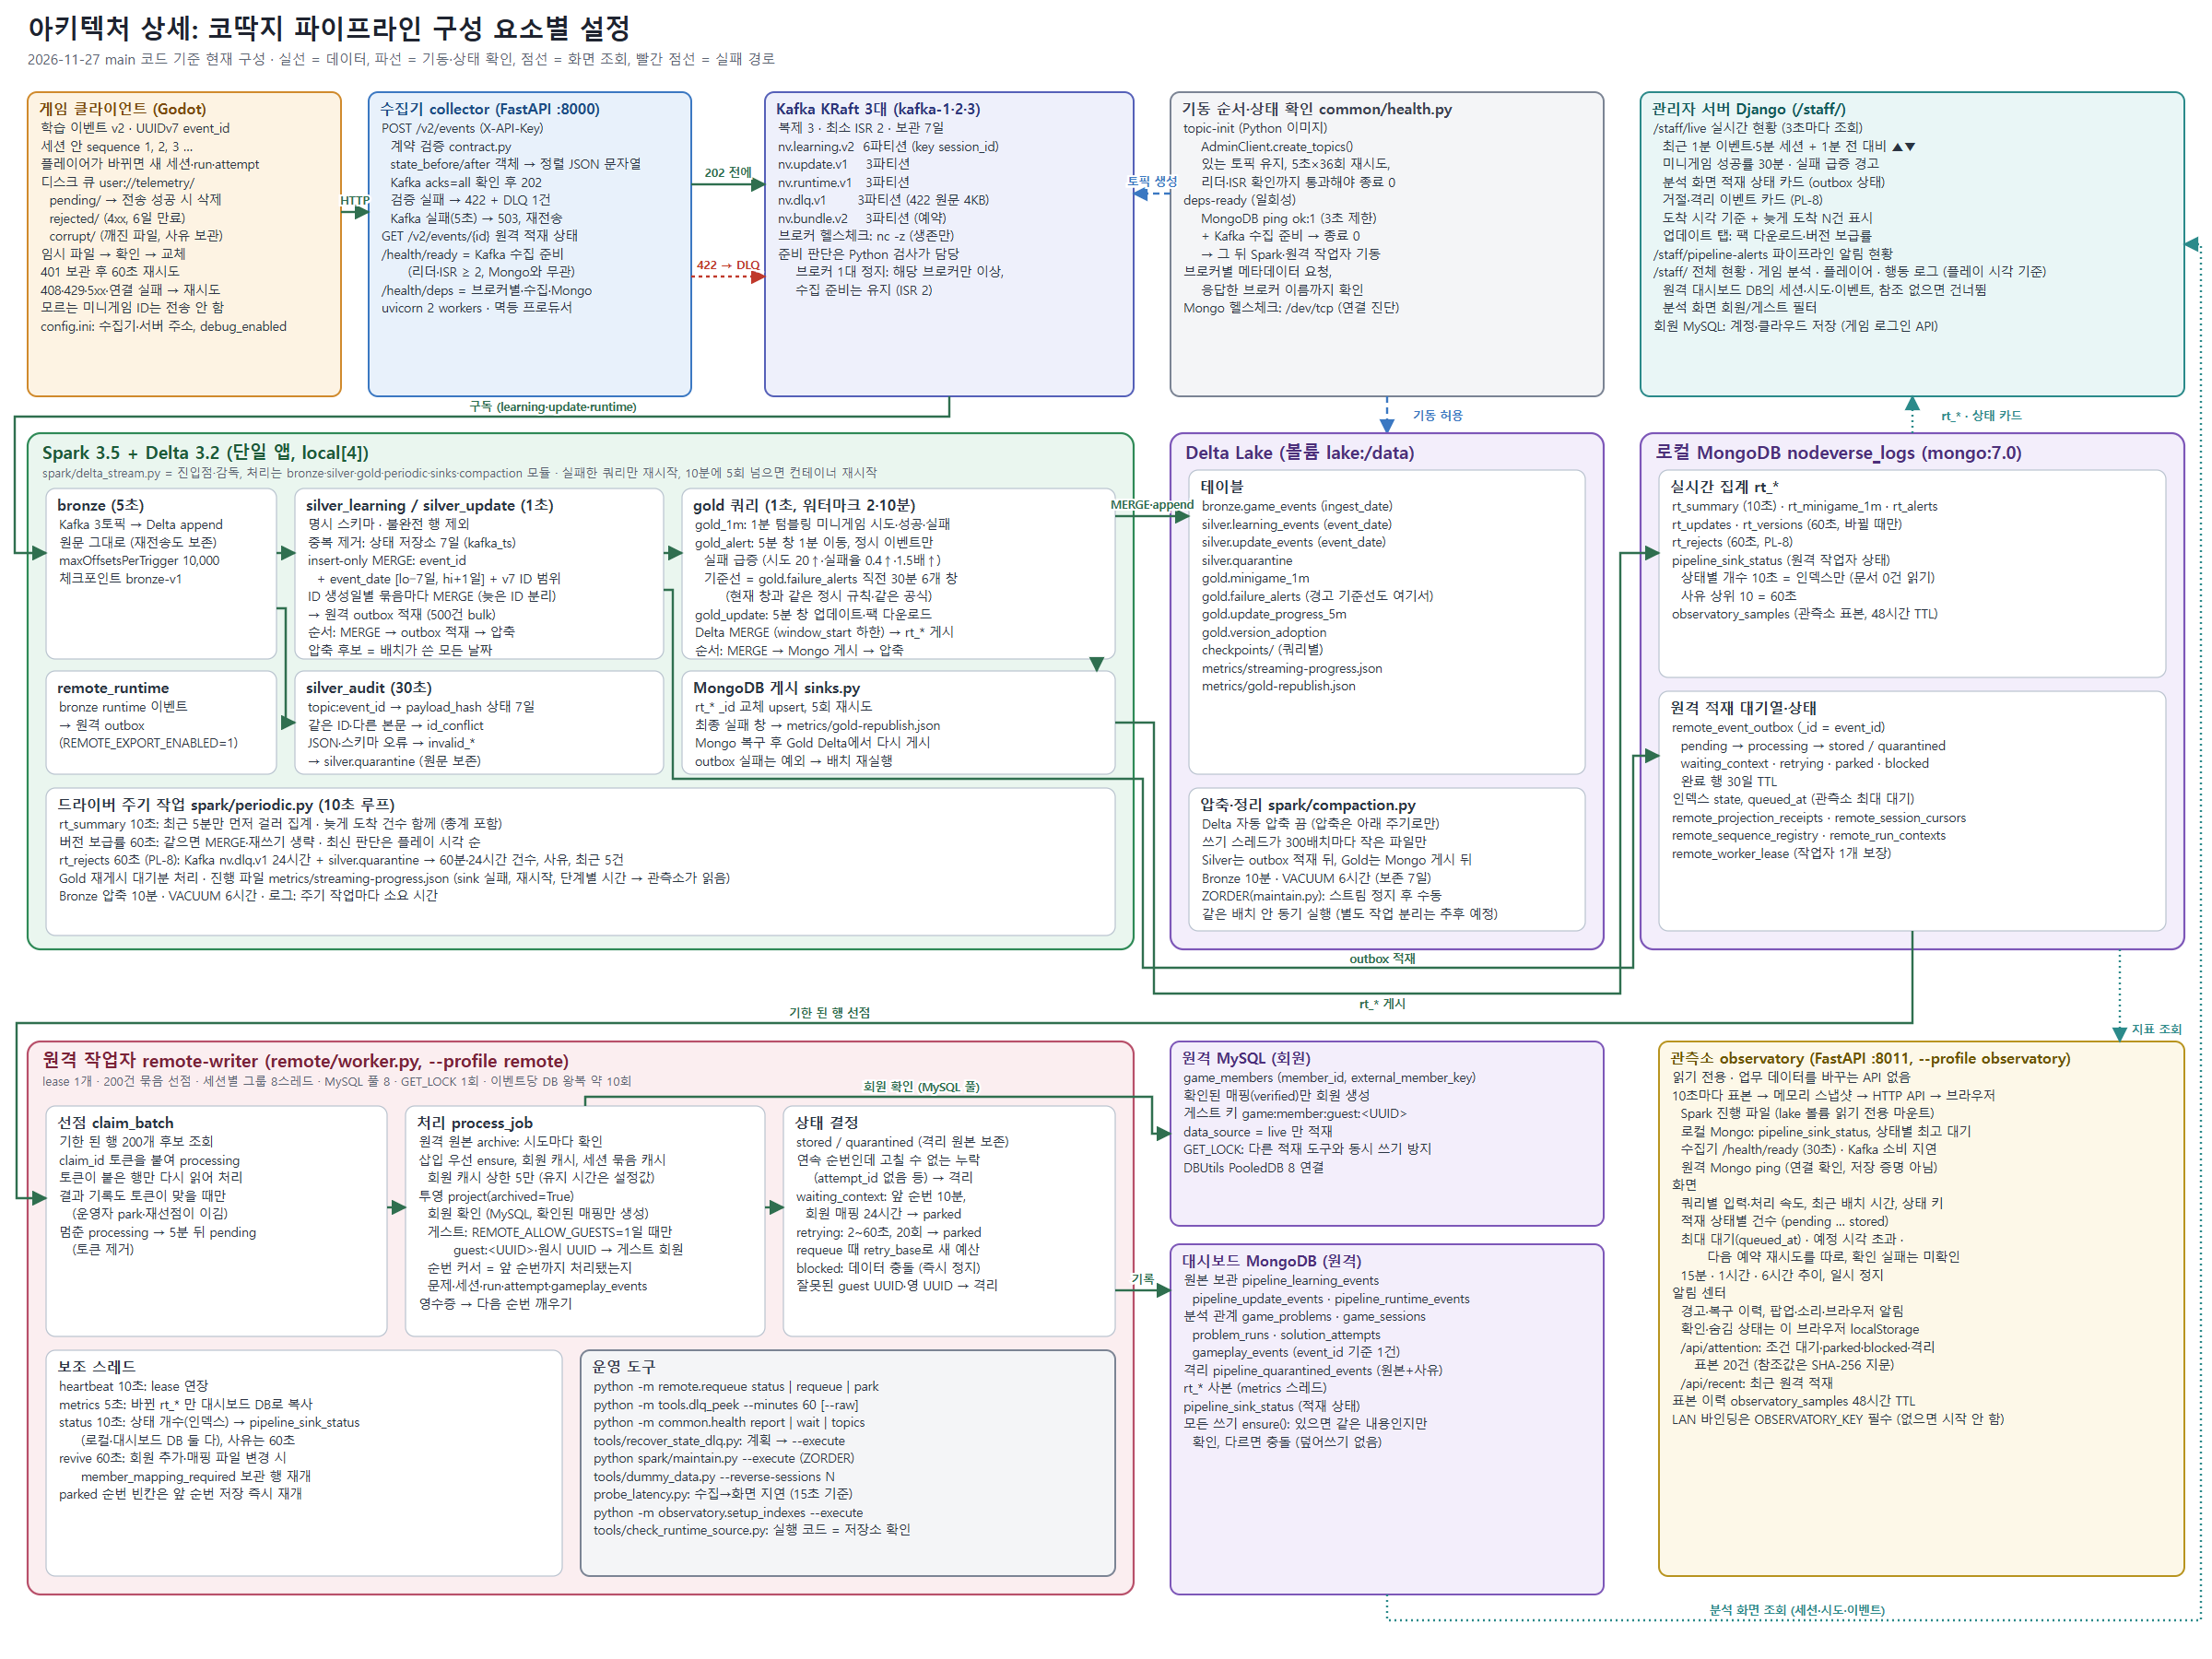 아키텍처 상세: 코딱지 파이프라인 구성 요소별 설정
2026-11-27 main 코드 기준 현재 구성 · 실선 = 데이터, 파선 = 기동·상태 확인, 점선 = 화면 조회, 빨간 점선 = 실패 경로
게임 클라이언트 (Godot)
학습 이벤트 v2 · UUIDv7 event_id
세션 안 sequence 1, 2, 3 ...
플레이어가 바뀌면 새 세션·run·attempt
디스크 큐 user://telemetry/
pending/ → 전송 성공 시 삭제
rejected/ (4xx, 6일 만료)
corrupt/ (깨진 파일, 사유 보관)
임시 파일 → 확인 → 교체
401 보관 후 60초 재시도
408·429·5xx·연결 실패 → 재시도
모르는 미니게임 ID는 전송 안 함
config.ini: 수집기·서버 주소, debug_enabled
HTTP
수집기 collector (FastAPI :8000)
POST /v2/events (X-API-Key)
계약 검증 contract.py
state_before/after 객체 → 정렬 JSON 문자열
Kafka acks=all 확인 후 202
검증 실패 → 422 + DLQ 1건
Kafka 실패(5초) → 503, 재전송
GET /v2/events/{id} 원격 적재 상태
/health/ready = Kafka 수집 준비
(리더·ISR ≥ 2, Mongo와 무관)
/health/deps = 브로커별·수집·Mongo
uvicorn 2 workers · 멱등 프로듀서
202 전에
422 → DLQ
Kafka KRaft 3대 (kafka-1·2·3)
복제 3 · 최소 ISR 2 · 보관 7일
nv.learning.v2 6파티션 (key session_id)
nv.update.v1 3파티션
nv.runtime.v1 3파티션
nv.dlq.v1 3파티션 (422 원문 4KB)
nv.bundle.v2 3파티션 (예약)
브로커 헬스체크: nc -z (생존만)
준비 판단은 Python 검사가 담당
브로커 1대 정지: 해당 브로커만 이상,
수집 준비는 유지 (ISR 2)
토픽 생성
기동 순서·상태 확인 common/health.py
topic-init (Python 이미지)
AdminClient.create_topics()
있는 토픽 유지, 5초×36회 재시도,
리더·ISR 확인까지 통과해야 종료 0
deps-ready (일회성)
MongoDB ping ok:1 (3초 제한)
+ Kafka 수집 준비 → 종료 0
→ 그 뒤 Spark·원격 작업자 기동
브로커별 메타데이터 요청,
응답한 브로커 이름까지 확인
Mongo 헬스체크: /dev/tcp (연결 진단)
관리자 서버 Django (/staff/)
/staff/live 실시간 현황 (3초마다 조회)
최근 1분 이벤트·5분 세션 + 1분 전 대비 ▲▼
미니게임 성공률 30분 · 실패 급증 경고
분석 화면 적재 상태 카드 (outbox 상태)
거절·격리 이벤트 카드 (PL-8)
도착 시각 기준 + 늦게 도착 N건 표시
업데이트 탭: 팩 다운로드·버전 보급률
/staff/pipeline-alerts 파이프라인 알림 현황
/staff/ 전체 현황 · 게임 분석 · 플레이어 · 행동 로그 (플레이 시각 기준)
원격 대시보드 DB의 세션·시도·이벤트, 참조 없으면 건너뜀
분석 화면 회원/게스트 필터
회원 MySQL: 계정·클라우드 저장 (게임 로그인 API)
구독 (learning·update·runtime)
기동 허용
rt_* · 상태 카드
Spark 3.5 + Delta 3.2 (단일 앱, local[4])
spark/delta_stream.py = 진입점·감독, 처리는 bronze·silver·gold·periodic·sinks·compaction 모듈 · 실패한 쿼리만 재시작, 10분에 5회 넘으면 컨테이너 재시작
bronze (5초)
Kafka 3토픽 → Delta append
원문 그대로 (재전송도 보존)
maxOffsetsPerTrigger 10,000
체크포인트 bronze-v1
silver_learning / silver_update (1초)
명시 스키마 · 불완전 행 제외
중복 제거: 상태 저장소 7일 (kafka_ts)
insert-only MERGE: event_id
+ event_date [lo−7일, hi+1일] + v7 ID 범위
ID 생성일별 묶음마다 MERGE (늦은 ID 분리)
→ 원격 outbox 적재 (500건 bulk)
순서: MERGE → outbox 적재 → 압축
압축 후보 = 배치가 쓴 모든 날짜
gold 쿼리 (1초, 워터마크 2·10분)
gold_1m: 1분 텀블링 미니게임 시도·성공·실패
gold_alert: 5분 창 1분 이동, 정시 이벤트만
실패 급증 (시도 20↑·실패율 0.4↑·1.5배↑)
기준선 = gold.failure_alerts 직전 30분 6개 창
(현재 창과 같은 정시 규칙·같은 공식)
gold_update: 5분 창 업데이트·팩 다운로드
Delta MERGE (window_start 하한) → rt_* 게시
순서: MERGE → Mongo 게시 → 압축
MERGE·append
remote_runtime
bronze runtime 이벤트
→ 원격 outbox
(REMOTE_EXPORT_ENABLED=1)
silver_audit (30초)
topic:event_id → payload_hash 상태 7일
같은 ID·다른 본문 → id_conflict
JSON·스키마 오류 → invalid_*
→ silver.quarantine (원문 보존)
MongoDB 게시 sinks.py
rt_* _id 교체 upsert, 5회 재시도
최종 실패 창 → metrics/gold-republish.json
Mongo 복구 후 Gold Delta에서 다시 게시
outbox 실패는 예외 → 배치 재실행
드라이버 주기 작업 spark/periodic.py (10초 루프)
rt_summary 10초: 최근 5분만 먼저 걸러 집계 · 늦게 도착 건수 함께 (총계 포함)
버전 보급률 60초: 같으면 MERGE·재쓰기 생략 · 최신 판단은 플레이 시각 순
rt_rejects 60초 (PL-8): Kafka nv.dlq.v1 24시간 + silver.quarantine → 60분·24시간 건수, 사유, 최근 5건
Gold 재게시 대기분 처리 · 진행 파일 metrics/streaming-progress.json (sink 실패, 재시작, 단계별 시간 → 관측소가 읽음)
Bronze 압축 10분 · VACUUM 6시간 · 로그: 주기 작업마다 소요 시간
Delta Lake (볼륨 lake:/data)
테이블
bronze.game_events (ingest_date)
silver.learning_events (event_date)
silver.update_events (event_date)
silver.quarantine
gold.minigame_1m
gold.failure_alerts (경고 기준선도 여기서)
gold.update_progress_5m
gold.version_adoption
checkpoints/ (쿼리별)
metrics/streaming-progress.json
metrics/gold-republish.json
압축·정리 spark/compaction.py
Delta 자동 압축 끔 (압축은 아래 주기로만)
쓰기 스레드가 300배치마다 작은 파일만
Silver는 outbox 적재 뒤, Gold는 Mongo 게시 뒤
Bronze 10분 · VACUUM 6시간 (보존 7일)
ZORDER(maintain.py): 스트림 정지 후 수동
같은 배치 안 동기 실행 (별도 작업 분리는 추후 예정)
로컬 MongoDB nodeverse_logs (mongo:7.0)
실시간 집계 rt_*
rt_summary (10초) · rt_minigame_1m · rt_alerts
rt_updates · rt_versions (60초, 바뀔 때만)
rt_rejects (60초, PL-8)
pipeline_sink_status (원격 작업자 상태)
상태별 개수 10초 = 인덱스만 (문서 0건 읽기)
사유 상위 10 = 60초
observatory_samples (관측소 표본, 48시간 TTL)
원격 적재 대기열·상태
remote_event_outbox (_id = event_id)
pending → processing → stored / quarantined
waiting_context · retrying · parked · blocked
완료 행 30일 TTL
인덱스 state, queued_at (관측소 최대 대기)
remote_projection_receipts · remote_session_cursors
remote_sequence_registry · remote_run_contexts
remote_worker_lease (작업자 1개 보장)
outbox 적재
rt_* 게시
기한 된 행 선점
지표 조회
원격 작업자 remote-writer (remote/worker.py, --profile remote)
lease 1개 · 200건 묶음 선점 · 세션별 그룹 8스레드 · MySQL 풀 8 · GET_LOCK 1회 · 이벤트당 DB 왕복 약 10회
회원 확인 (MySQL 풀)
선점 claim_batch
기한 된 행 200개 후보 조회
claim_id 토큰을 붙여 processing
토큰이 붙은 행만 다시 읽어 처리
결과 기록도 토큰이 맞을 때만
(운영자 park·재선점이 이김)
멈춘 processing → 5분 뒤 pending
(토큰 제거)
처리 process_job
원격 원본 archive: 시도마다 확인
삽입 우선 ensure, 회원 캐시, 세션 묶음 캐시
회원 캐시 상한 5만 (유지 시간은 설정값)
투영 project(archived=True)
회원 확인 (MySQL, 확인된 매핑만 생성)
게스트: REMOTE_ALLOW_GUESTS=1일 때만
guest:<UUID>·원시 UUID → 게스트 회원
순번 커서 = 앞 순번까지 처리됐는지
문제·세션·run·attempt·gameplay_events
영수증 → 다음 순번 깨우기
상태 결정
stored / quarantined (격리 원본 보존)
연속 순번인데 고칠 수 없는 누락
(attempt_id 없음 등) → 격리
waiting_context: 앞 순번 10분,
회원 매핑 24시간 → parked
retrying: 2~60초, 20회 → parked
requeue 때 retry_base로 새 예산
blocked: 데이터 충돌 (즉시 정지)
잘못된 guest UUID·영 UUID → 격리
기록
보조 스레드
heartbeat 10초: lease 연장
metrics 5초: 바뀐 rt_* 만 대시보드 DB로 복사
status 10초: 상태 개수(인덱스) → pipeline_sink_status
(로컬·대시보드 DB 둘 다), 사유는 60초
revive 60초: 회원 추가·매핑 파일 변경 시
member_mapping_required 보관 행 재개
parked 순번 빈칸은 앞 순번 저장 즉시 재개
운영 도구
python -m remote.requeue status | requeue | park
python -m tools.dlq_peek --minutes 60 [--raw]
python -m common.health report | wait | topics
tools/recover_state_dlq.py: 계획 → --execute
python spark/maintain.py --execute (ZORDER)
tools/dummy_data.py --reverse-sessions N
probe_latency.py: 수집→화면 지연 (15초 기준)
python -m observatory.setup_indexes --execute
tools/check_runtime_source.py: 실행 코드 = 저장소 확인
원격 MySQL (회원)
game_members (member_id, external_member_key)
확인된 매핑(verified)만 회원 생성
게스트 키 game:member:guest:<UUID>
data_source = live 만 적재
GET_LOCK: 다른 적재 도구와 동시 쓰기 방지
DBUtils PooledDB 8 연결
대시보드 MongoDB (원격)
원본 보관 pipeline_learning_events
pipeline_update_events · pipeline_runtime_events
분석 관계 game_problems · game_sessions
problem_runs · solution_attempts
gameplay_events (event_id 기준 1건)
격리 pipeline_quarantined_events (원본+사유)
rt_* 사본 (metrics 스레드)
pipeline_sink_status (적재 상태)
모든 쓰기 ensure(): 있으면 같은 내용인지만
확인, 다르면 충돌 (덮어쓰기 없음)
관측소 observatory (FastAPI :8011, --profile observatory)
읽기 전용 · 업무 데이터를 바꾸는 API 없음
10초마다 표본 → 메모리 스냅샷 → HTTP API → 브라우저
Spark 진행 파일 (lake 볼륨 읽기 전용 마운트)
로컬 Mongo: pipeline_sink_status, 상태별 최고 대기
수집기 /health/ready (30초) · Kafka 소비 지연
원격 Mongo ping (연결 확인, 저장 증명 아님)
화면
쿼리별 입력·처리 속도, 최근 배치 시간, 상태 키
적재 상태별 건수 (pending ... stored)
최대 대기(queued_at) · 예정 시각 초과 ·
다음 예약 재시도를 따로, 확인 실패는 미확인
15분 · 1시간 · 6시간 추이, 일시 정지
알림 센터
경고·복구 이력, 팝업·소리·브라우저 알림
확인·숨김 상태는 이 브라우저 localStorage
/api/attention: 조건 대기·parked·blocked·격리
표본 20건 (참조값은 SHA-256 지문)
/api/recent: 최근 원격 적재
표본 이력 observatory_samples 48시간 TTL
LAN 바인딩은 OBSERVATORY_KEY 필수 (없으면 시작 안 함)
분석 화면 조회 (세션·시도·이벤트)